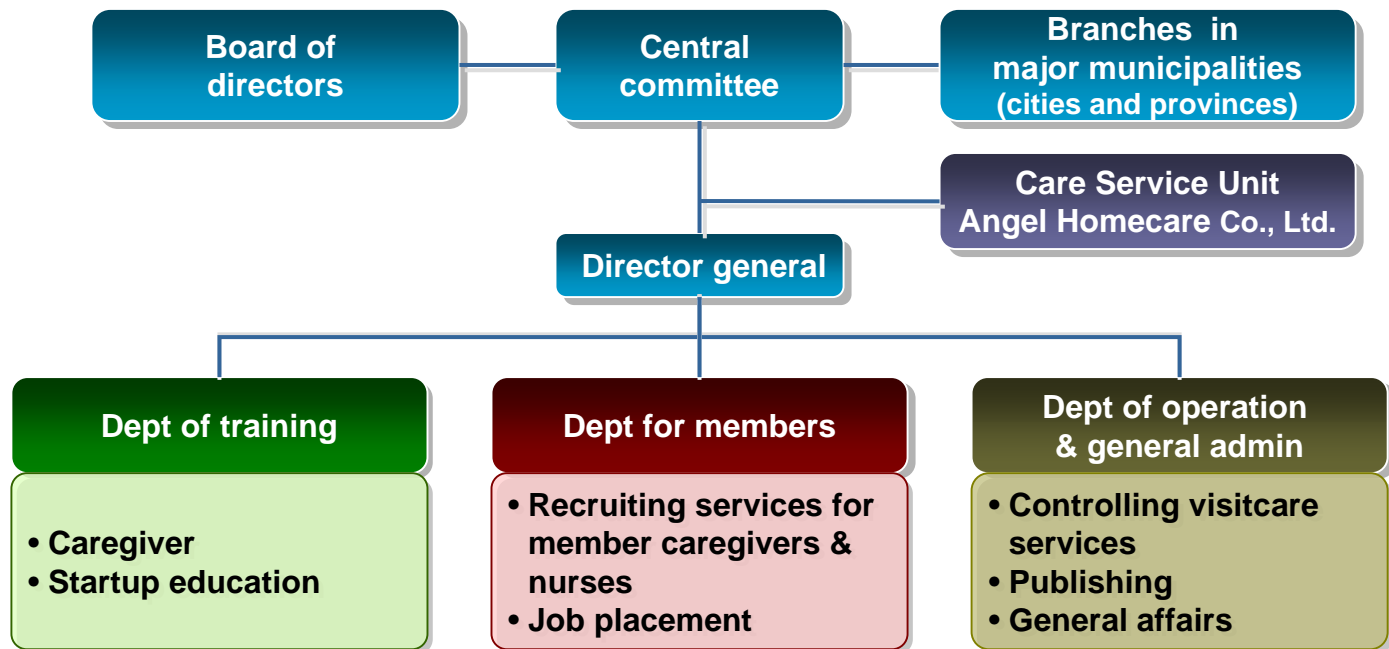 Board of
directors
Central
committee
Branches in
major municipalities
(cities and provinces)
Care Service Unit
Angel Homecare Co., Ltd.
Director general
Dept of training
• Caregiver
• Startup education
Dept for members
• Recruiting services for
member caregivers &
nurses
• Job placement
Dept of operation
& general admin
• Controlling visitcare
services
• Publishing
• General affairs